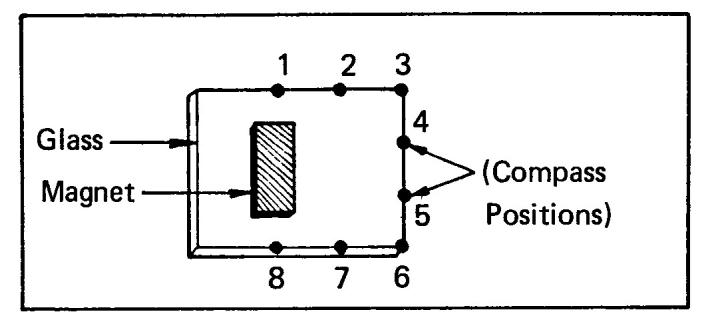 1 2 3
Glass
4
Magnet
(Compass
5
Positions)
8 7 6